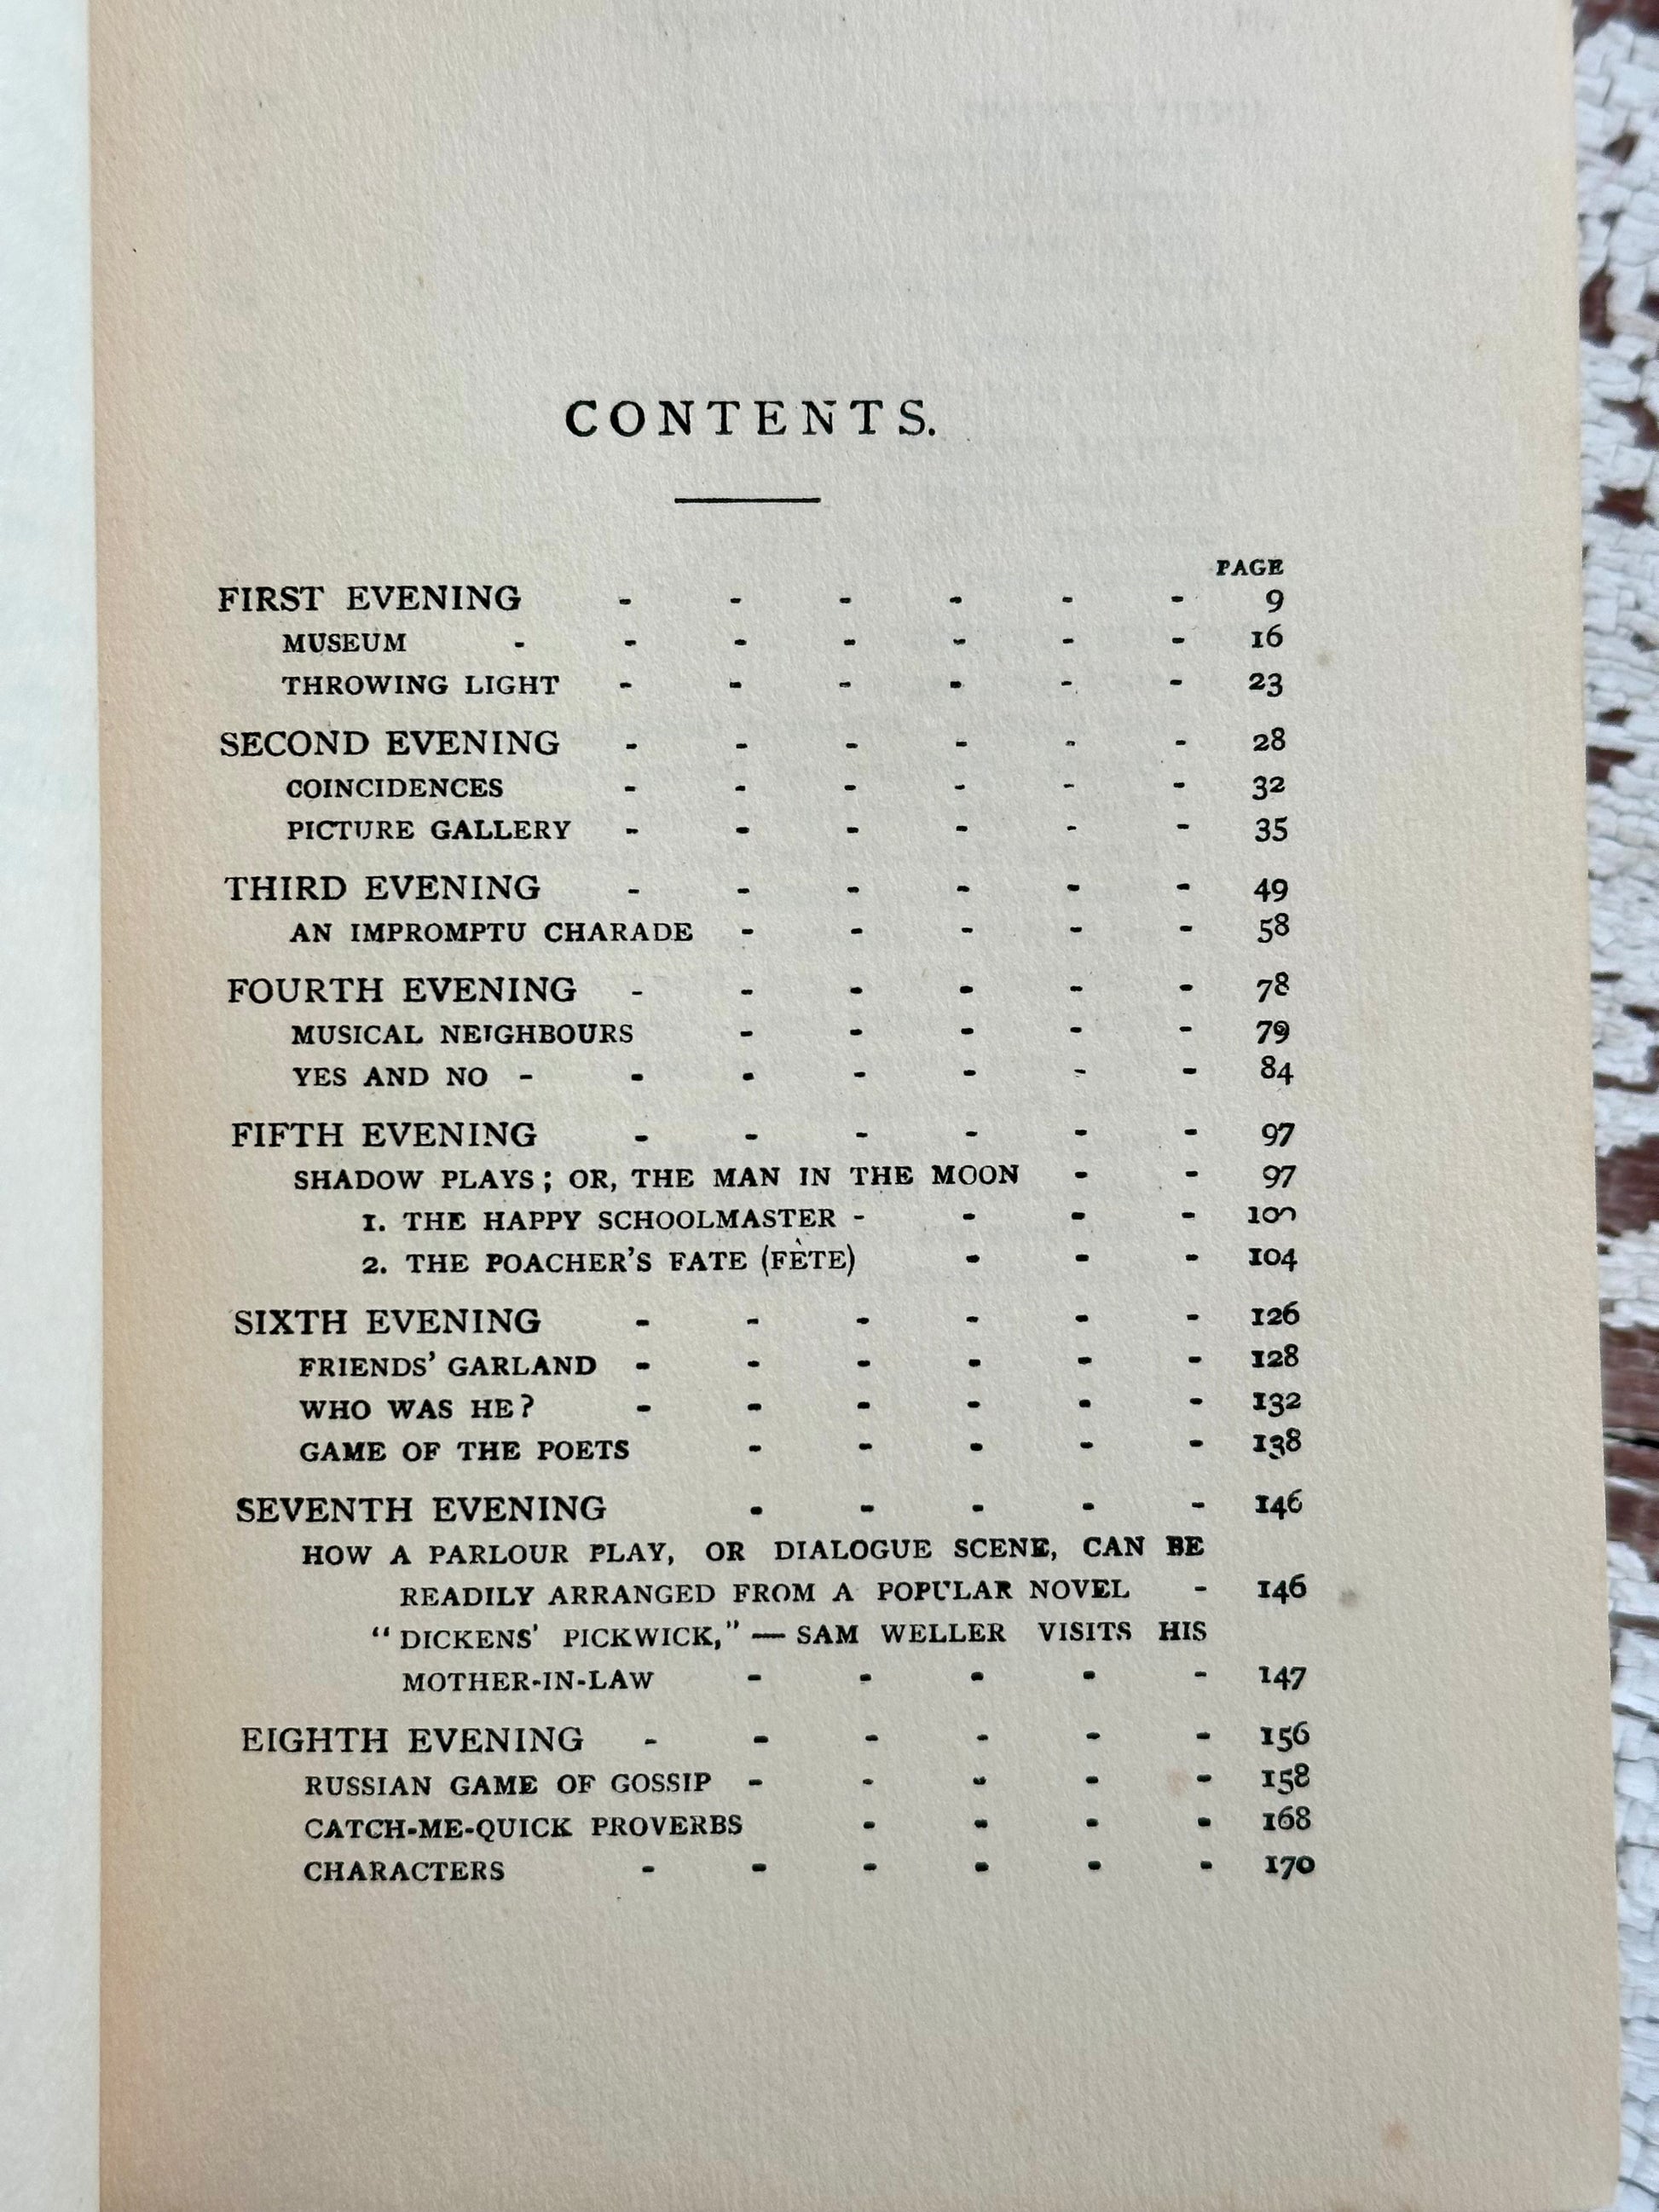 CONTENTS.
PAGE
FIRST EVENING - - - - - - 9
MUSEUM - - - - - - - 16
THROWING LIGHT - - - - - - 23
SECOND EVENING - - - - - - 28
COINCIDENCES - - - - - - 32
PICTURE GALLERY - - - - - - 35
THIRD EVENING - - - - - - 49
AN IMPROMPTU CHARADE - - - - - 58
FOURTH EVENING - - - - - - 78
MUSICAL NEIGHBOURS - - - - - 79
YES AND NO - - - - - - - 84
FIFTH EVENING - - - - - - 97
SHADOW PLAYS; OR, THE MAN IN THE MOON - - 97
1. THE HAPPY SCHOOLMASTER - - - - 100
2. THE POACHER'S FATE (FÈTE) - - - 104
SIXTH EVENING - - - - - - 126
FRIENDS' GARLAND - - - - - - 128
WHO WAS HE? - - - - - - 132
GAME OF THE POETS - - - - - 138
SEVENTH EVENING - - - - - 146
HOW A PARLOUR PLAY, OR DIALOGUE SCENE, CAN BE
READILY ARRANGED FROM A POPULAR NOVEL - 146
"DICKENS' PICKWICK," — SAM WELLER VISITS HIS
MOTHER-IN-LAW - - - - - 147
EIGHTH EVENING - - - - - - 156
RUSSIAN GAME OF GOSSIP - - - - - 158
CATCH-ME-QUICK PROVERBS - - - - 168
CHARACTERS - - - - - - 170